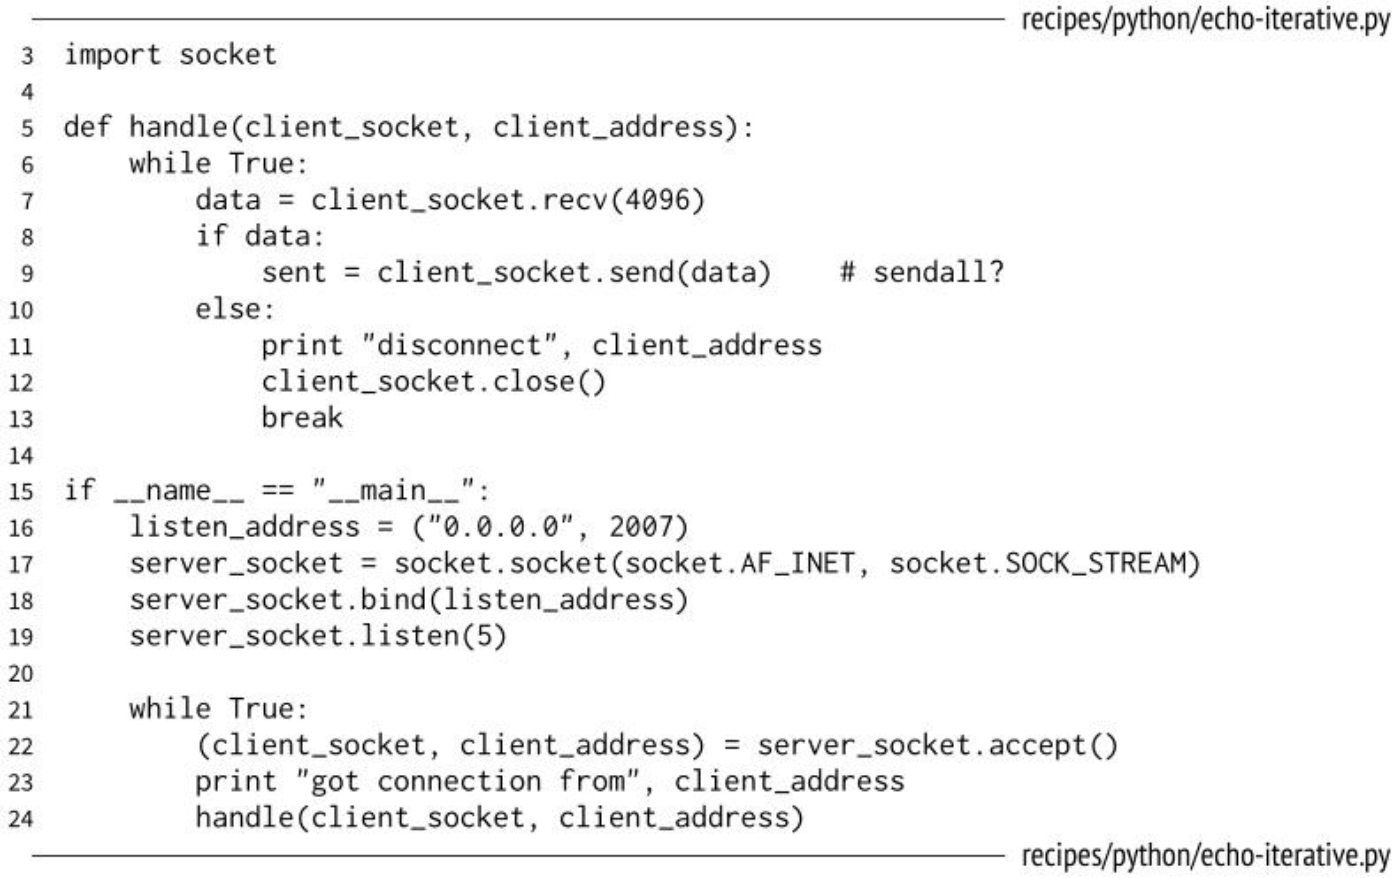 recipes/python/echo-iterative.py
3 import socket
4
5 def handle(client_socket, client_address):
6     while True:
7         data = client_socket.recv(4096)
8         if data:
9             sent = client_socket.send(data)    # sendall?
10         else:
11             print "disconnect", client_address
12             client_socket.close()
13             break
14
15 if __name__ == "__main__":
16     listen_address = ("0.0.0.0", 2007)
17     server_socket = socket.socket(socket.AF_INET, socket.SOCK_STREAM)
18     server_socket.bind(listen_address)
19     server_socket.listen(5)
20
21     while True:
22         (client_socket, client_address) = server_socket.accept()
23         print "got connection from", client_address
24         handle(client_socket, client_address)
recipes/python/echo-iterative.py